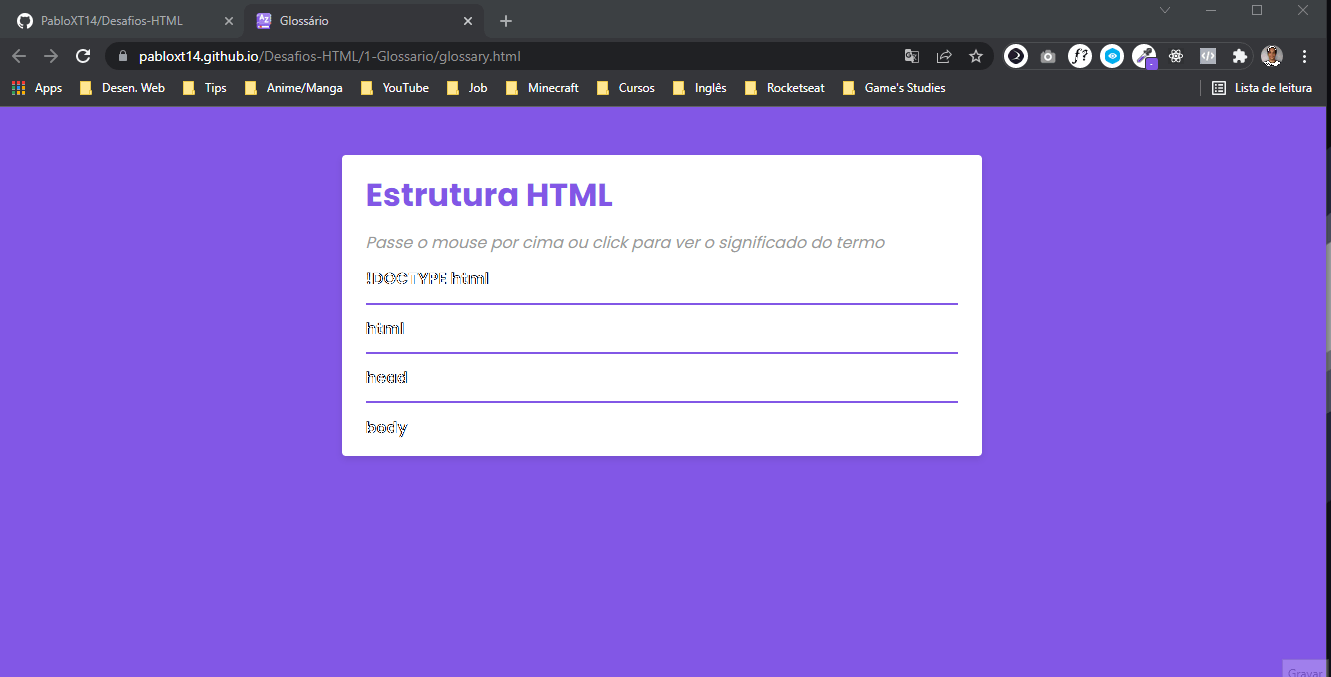 PabloXT14/Desafios-HTML
Glossário
pabloxt14.github.io/Desafios-HTML/1-Glossario/glossary.html
f?
Apps
Desen. Web
Tips
Anime/Manga
YouTube
Job
Minecraft
Cursos
Inglês
Rocketseat
Game's Studies
Lista de leitura
Estrutura HTML
Passe o mouse por cima ou click para ver o significado do termo
!DOCTYPE html
html
head
body
Gravar